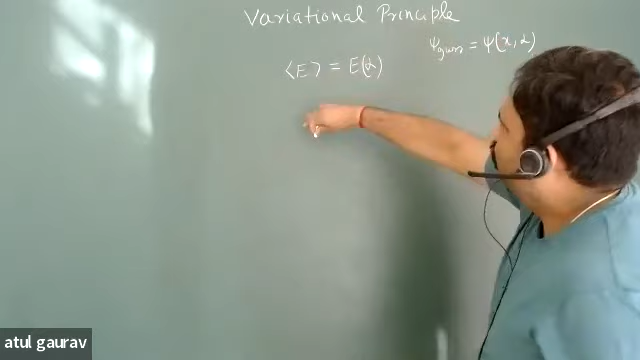 Variational Principle
ψguess = ψ(x, α)
⟨E⟩ = E(α)
atul gaurav